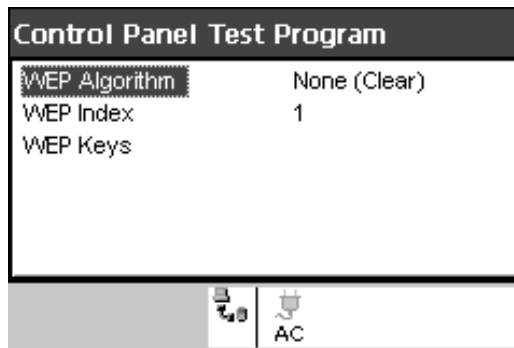 Control Panel Test Program
WEP Algorithm None (Clear)
WEP Index 1
WEP Keys
AC